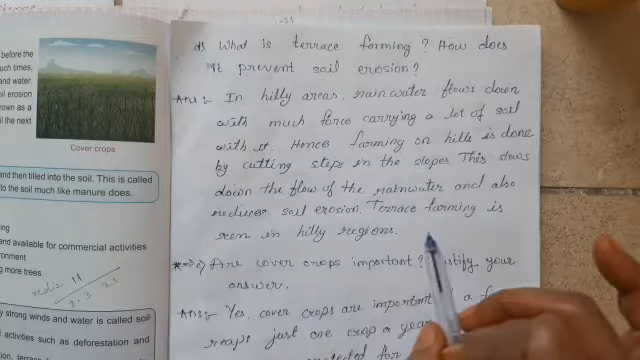 before the
uch times,
and water.
oil erosion
own as a
il the next
Cover crops
and then tilled into the soil. This is called
to the soil much like manure does.
ng
and available for commercial activities
ronment
g more trees
y strong winds and water is called soil
activities such as deforestation and
d) What is terrace farming? How does
it prevent soil erosion?
Ans :- In hilly areas, rainwater flows down
with much force carrying a lot of soil
with it. Hence farming on hills is done
by cutting steps in the slopes. This slows
down the flow of the rainwater and also
reduces soil erosion. Terrace farming is
seen in hilly regions.
e) Are cover crops important? Justify your
answer.
Ans :- Yes, cover crops are important a
reaps just one crop a year
for